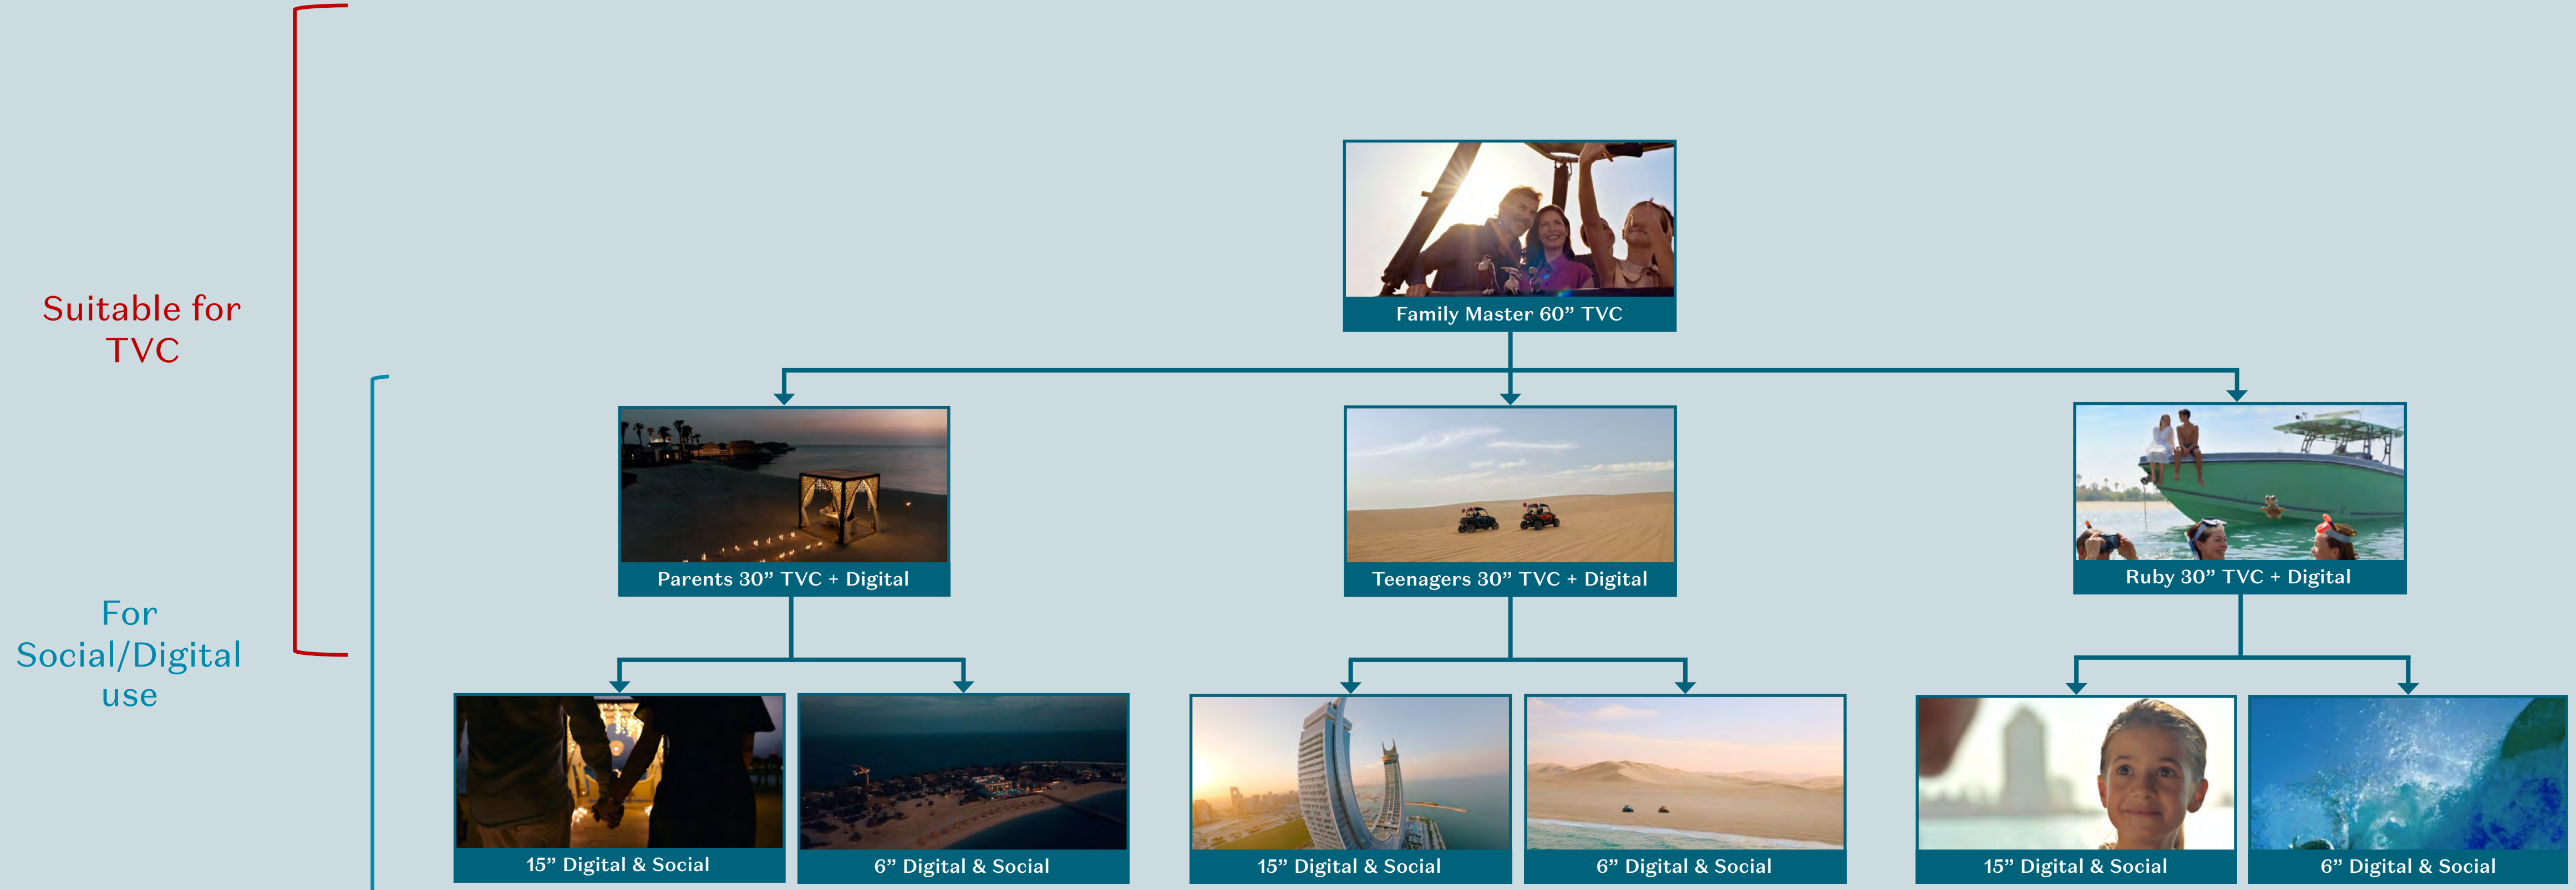 Suitable for
TVC
For
Social/Digital
use
Family Master 60” TVC
Parents 30” TVC + Digital
Teenagers 30” TVC + Digital
Ruby 30” TVC + Digital
15” Digital & Social
6” Digital & Social
15” Digital & Social
6” Digital & Social
15” Digital & Social
6” Digital & Social